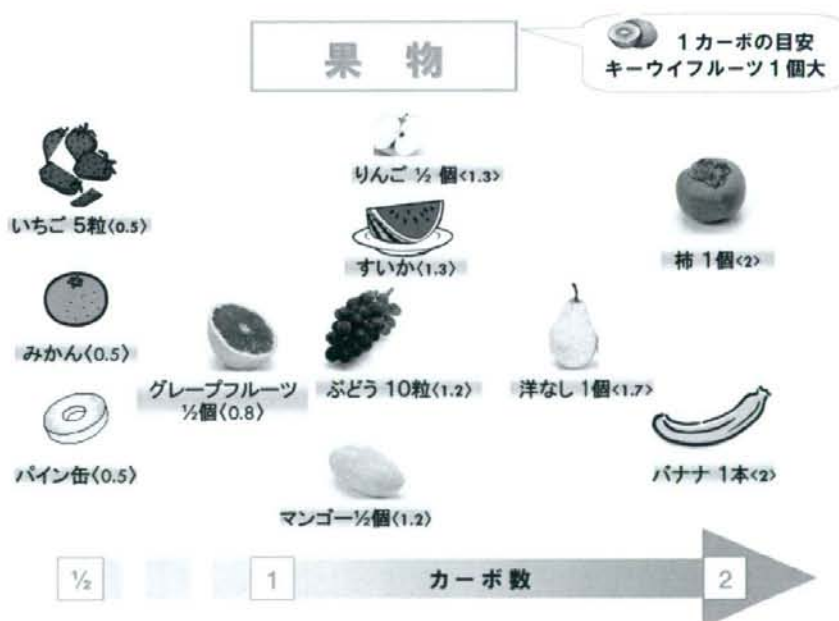 果 物
1カーボの目安
キーウイフルーツ1個大
りんご ½ 個<1.3>
いちご 5粒〈0.5〉
すいか〈1.3〉
柿 1個<2>
みかん〈0.5〉
グレープフルーツ
½個〈0.8〉
ぶどう 10粒〈1.2〉
洋なし 1個<1.7>
パイン缶〈0.5〉
マンゴー½個〈1.2〉
バナナ 1本<2>
½
1
カーボ数
2